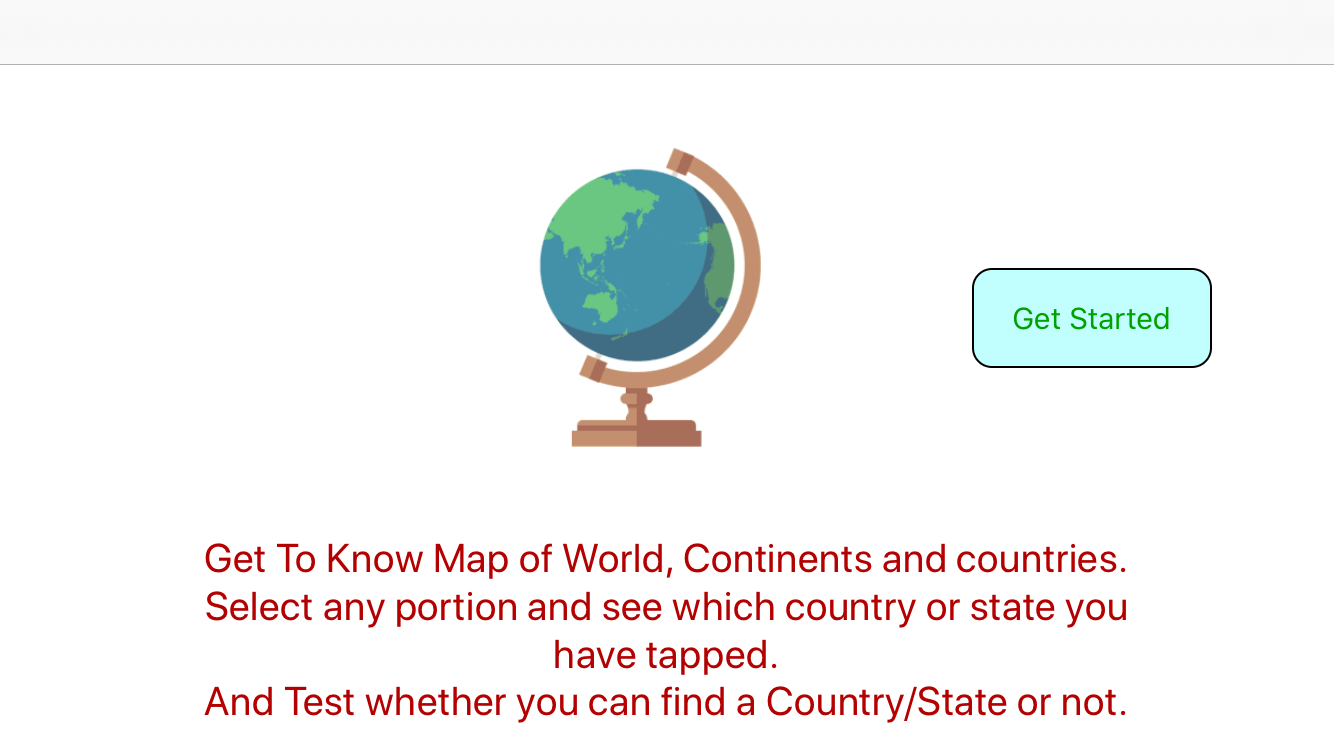 Get Started
Get To Know Map of World, Continents and countries.
Select any portion and see which country or state you
have tapped.
And Test whether you can find a Country/State or not.